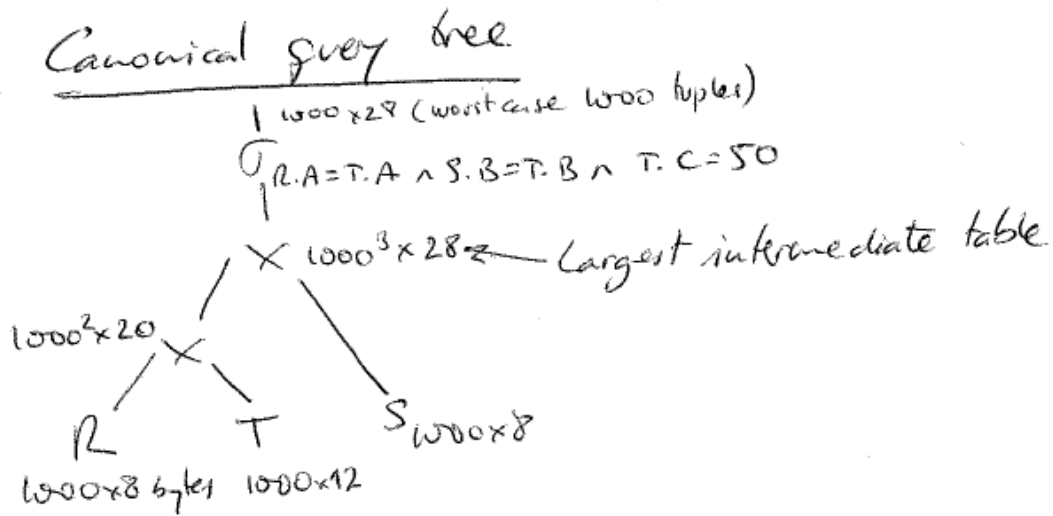 Canonical query tree
1000×28 (worst case 1000 tuples)
σ R.A=T.A ∧ S.B=T.B ∧ T.C=50
× 1000³×28 ← Largest intermediate table
1000²×20 ×
R T S 1000×8
1000×8 bytes 1000×12